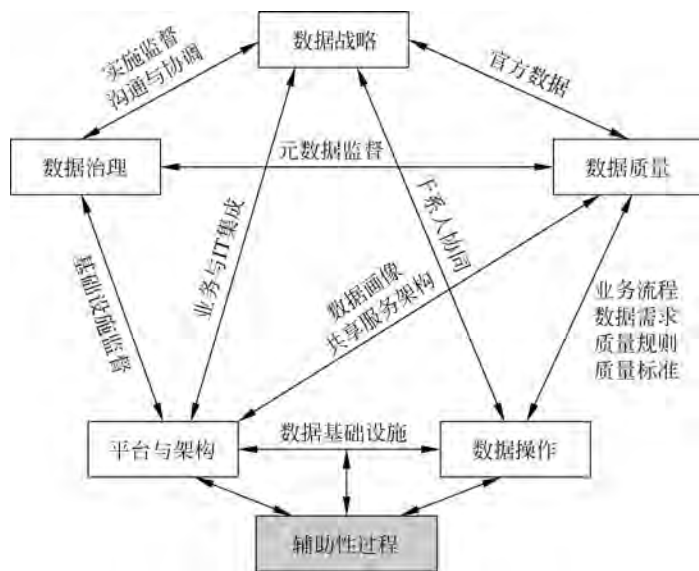 数据战略
实施监督
沟通与协调
官方数据
数据治理
元数据监督
数据质量
业务与IT集成
干系人协同
基础设施监督
数据画像
共享服务架构
业务流程
数据需求
质量规则
质量标准
平台与架构
数据基础设施
数据操作
辅助性过程